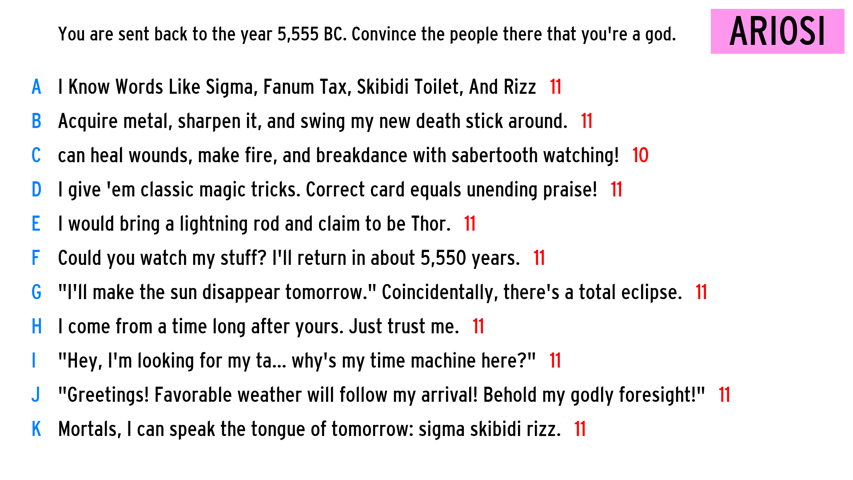 You are sent back to the year 5,555 BC. Convince the people there that you're a god.
ARIOSI
A I Know Words Like Sigma, Fanum Tax, Skibidi Toilet, And Rizz 11
B Acquire metal, sharpen it, and swing my new death stick around. 11
C can heal wounds, make fire, and breakdance with sabertooth watching! 10
D I give 'em classic magic tricks. Correct card equals unending praise! 11
E I would bring a lightning rod and claim to be Thor. 11
F Could you watch my stuff? I'll return in about 5,550 years. 11
G "I'll make the sun disappear tomorrow." Coincidentally, there's a total eclipse. 11
H I come from a time long after yours. Just trust me. 11
I "Hey, I'm looking for my ta... why's my time machine here?" 11
J "Greetings! Favorable weather will follow my arrival! Behold my godly foresight!" 11
K Mortals, I can speak the tongue of tomorrow: sigma skibidi rizz. 11